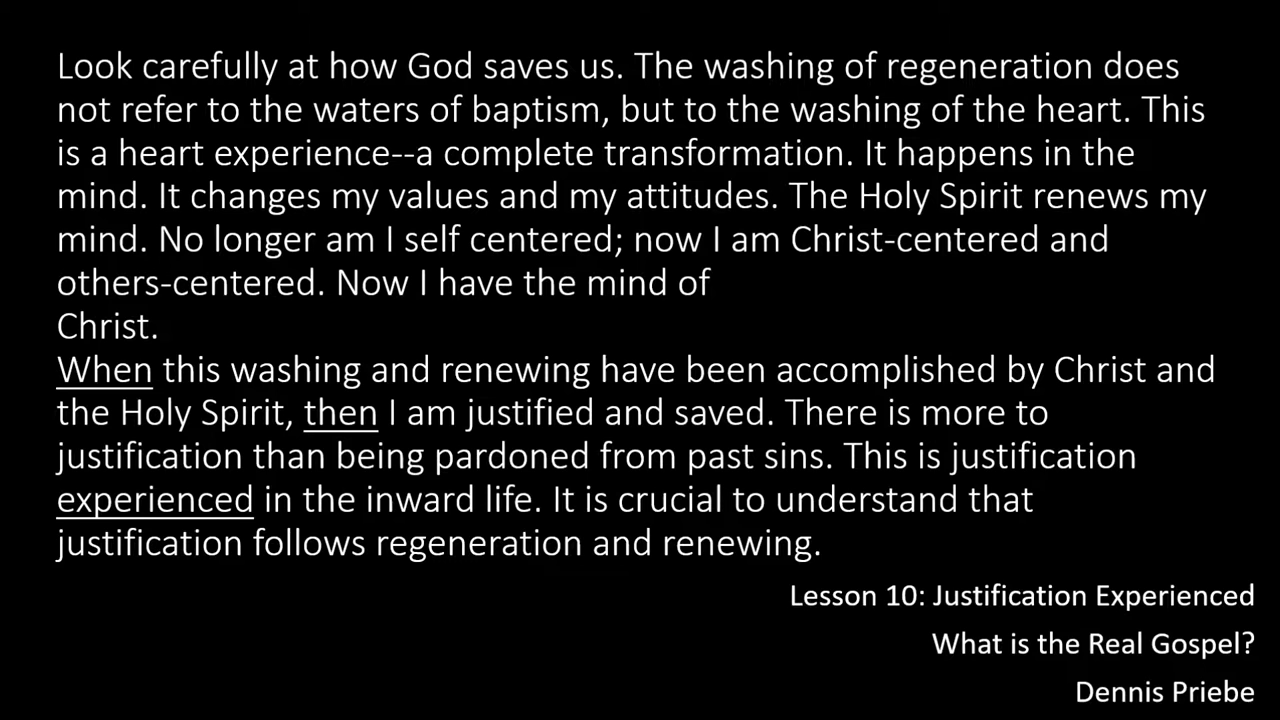 Look carefully at how God saves us. The washing of regeneration does
not refer to the waters of baptism, but to the washing of the heart. This
is a heart experience--a complete transformation. It happens in the
mind. It changes my values and my attitudes. The Holy Spirit renews my
mind. No longer am I self centered; now I am Christ-centered and
others-centered. Now I have the mind of
Christ.
When this washing and renewing have been accomplished by Christ and
the Holy Spirit, then I am justified and saved. There is more to
justification than being pardoned from past sins. This is justification
experienced in the inward life. It is crucial to understand that
justification follows regeneration and renewing.
Lesson 10: Justification Experienced
What is the Real Gospel?
Dennis Priebe